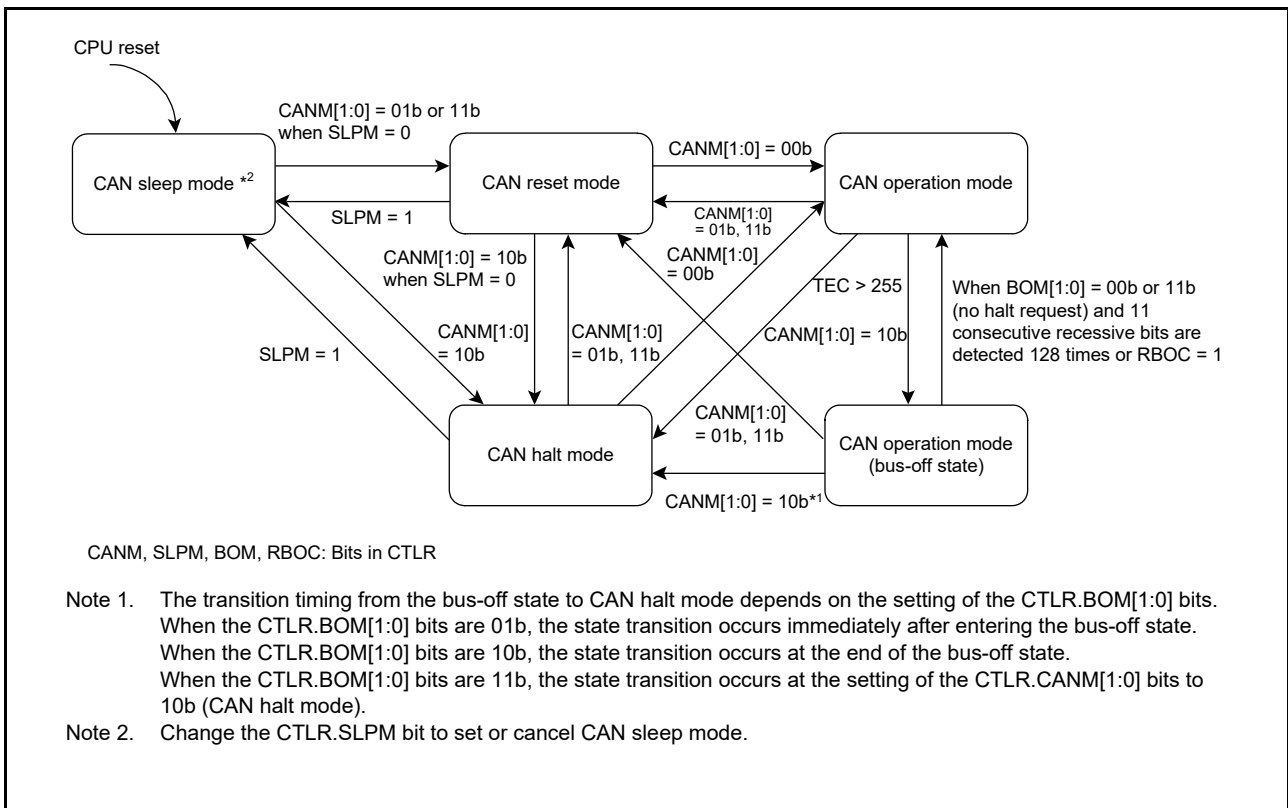 CPU reset
CANM[1:0] = 01b or 11b
when SLPM = 0
CANM[1:0] = 00b
CAN sleep mode *2
CAN reset mode
CAN operation mode
SLPM = 1
CANM[1:0]
= 01b, 11b
CANM[1:0] = 10b
when SLPM = 0
CANM[1:0]
= 00b
TEC > 255
When BOM[1:0] = 00b or 11b
(no halt request) and 11
consecutive recessive bits are
detected 128 times or RBOC = 1
SLPM = 1
CANM[1:0]
= 10b
CANM[1:0]
= 01b, 11b
CANM[1:0] = 10b
CANM[1:0]
= 01b, 11b
CAN halt mode
CAN operation mode
(bus-off state)
CANM[1:0] = 10b*1
CANM, SLPM, BOM, RBOC: Bits in CTLR
Note 1. The transition timing from the bus-off state to CAN halt mode depends on the setting of the CTLR.BOM[1:0] bits.
When the CTLR.BOM[1:0] bits are 01b, the state transition occurs immediately after entering the bus-off state.
When the CTLR.BOM[1:0] bits are 10b, the state transition occurs at the end of the bus-off state.
When the CTLR.BOM[1:0] bits are 11b, the state transition occurs at the setting of the CTLR.CANM[1:0] bits to
10b (CAN halt mode).
Note 2. Change the CTLR.SLPM bit to set or cancel CAN sleep mode.